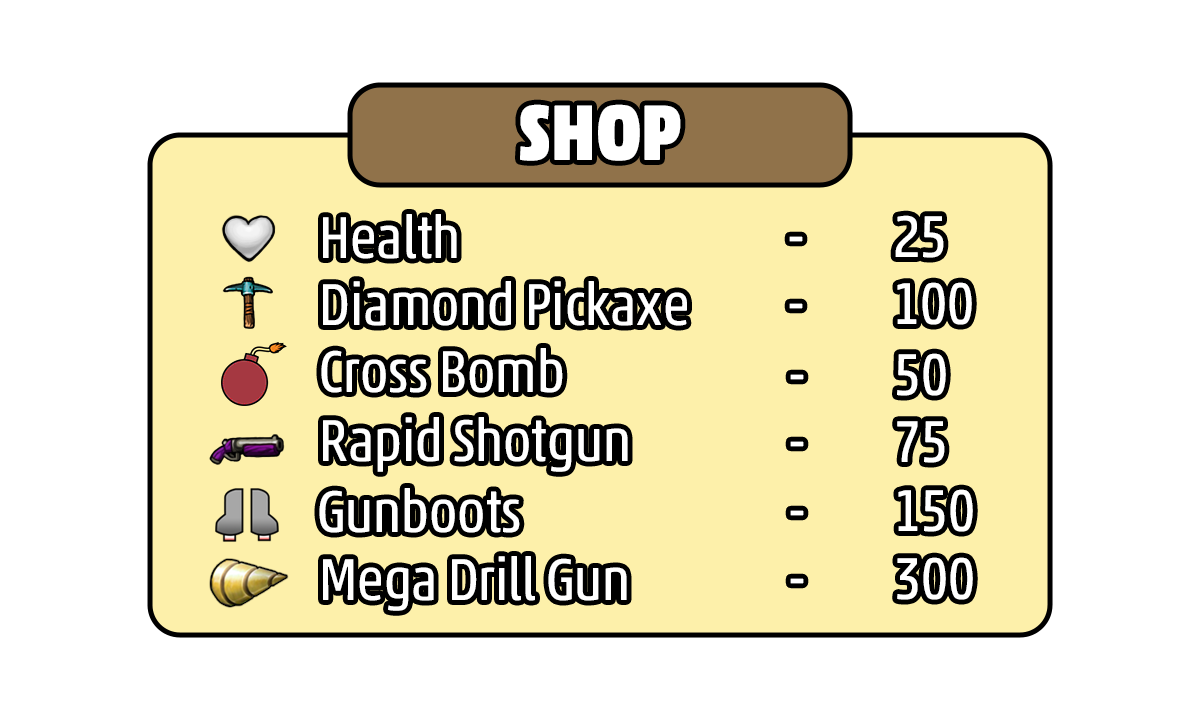 SHOP
Health - 25
Diamond Pickaxe - 100
Cross Bomb - 50
Rapid Shotgun - 75
Gunboots - 150
Mega Drill Gun - 300